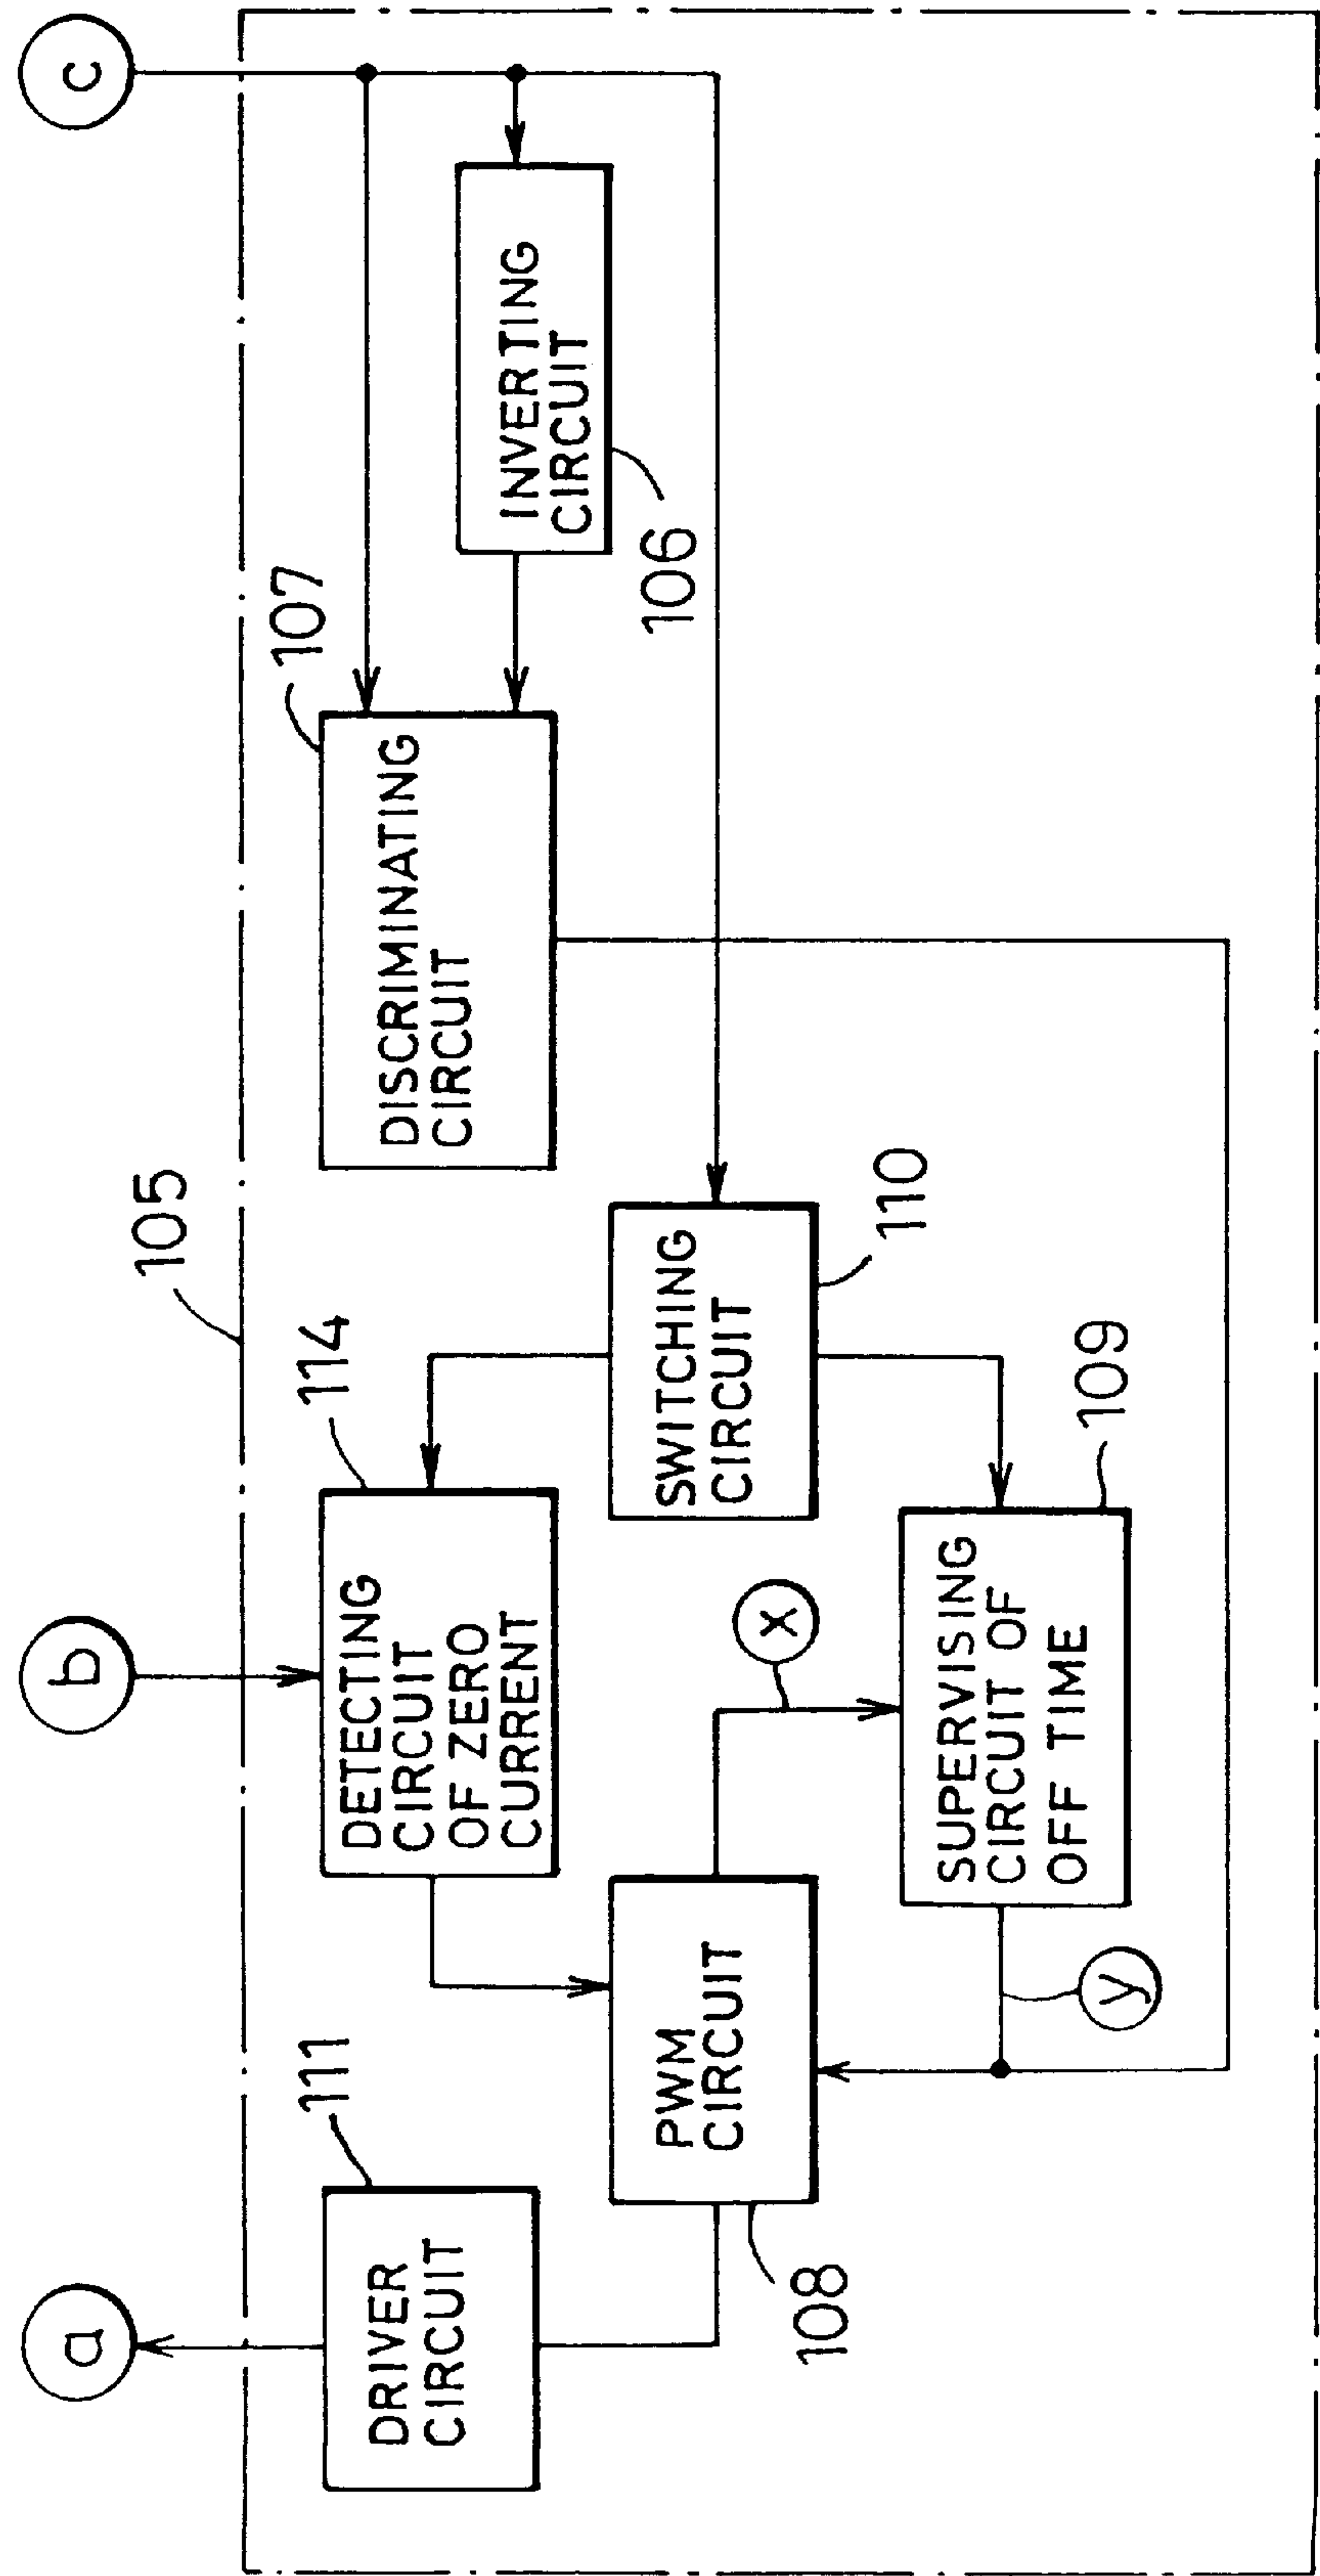 a
b
c
105
111
DRIVER
CIRCUIT
114
DETECTING
CIRCUIT
OF ZERO
CURRENT
107
DISCRIMINATING
CIRCUIT
INVERTING
CIRCUIT
106
PWM
CIRCUIT
108
x
SWITCHING
CIRCUIT
110
SUPERVISING
CIRCUIT OF
OFF TIME
109
y